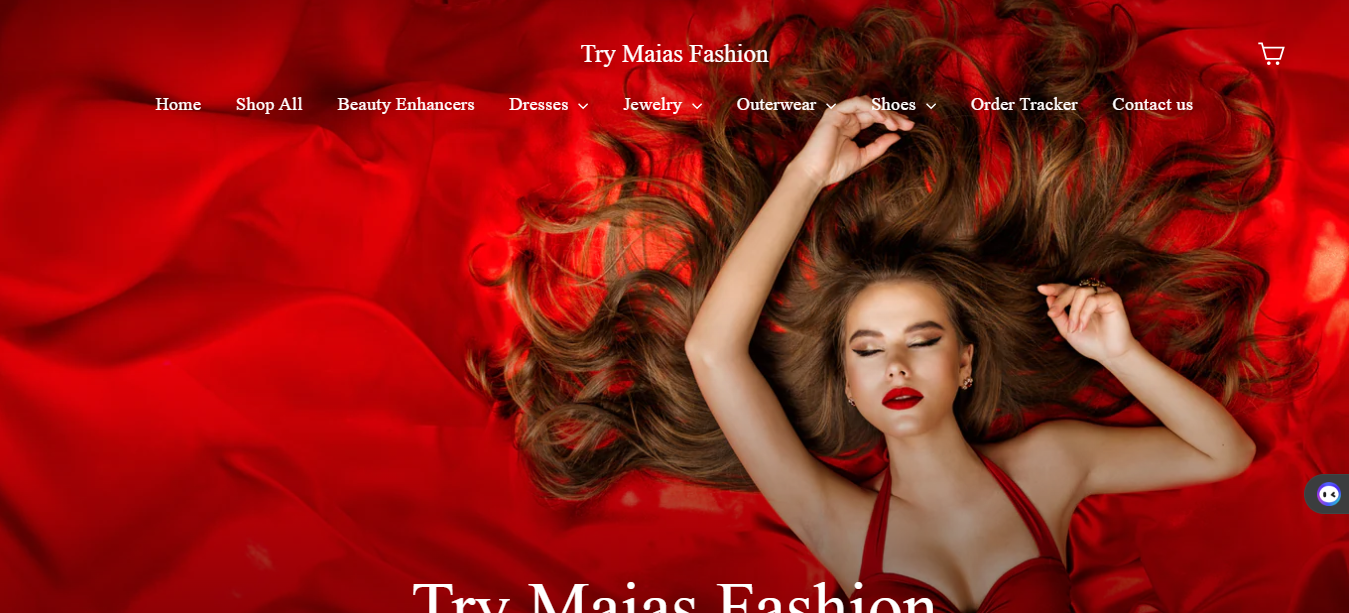 Try Maias Fashion
Home Shop All Beauty Enhancers Dresses Jewelry Outerwear Shoes Order Tracker Contact us
Try Maias Fashion